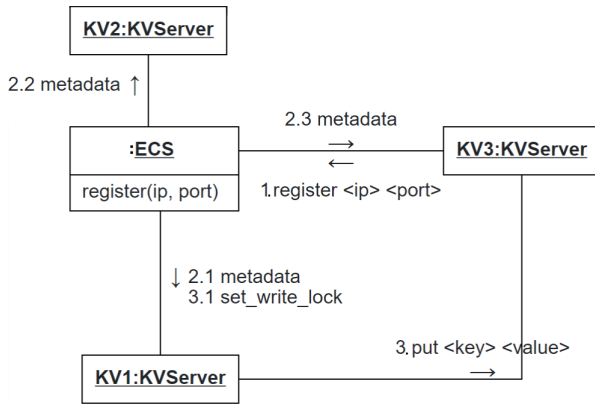 KV2:KVServer
2.2 metadata ↑
2.3 metadata
→
:ECS
KV3:KVServer
←
register(ip, port)
1.register <ip> <port>
↓ 2.1 metadata
3.1 set_write_lock
3.put <key> <value>
KV1:KVServer
→